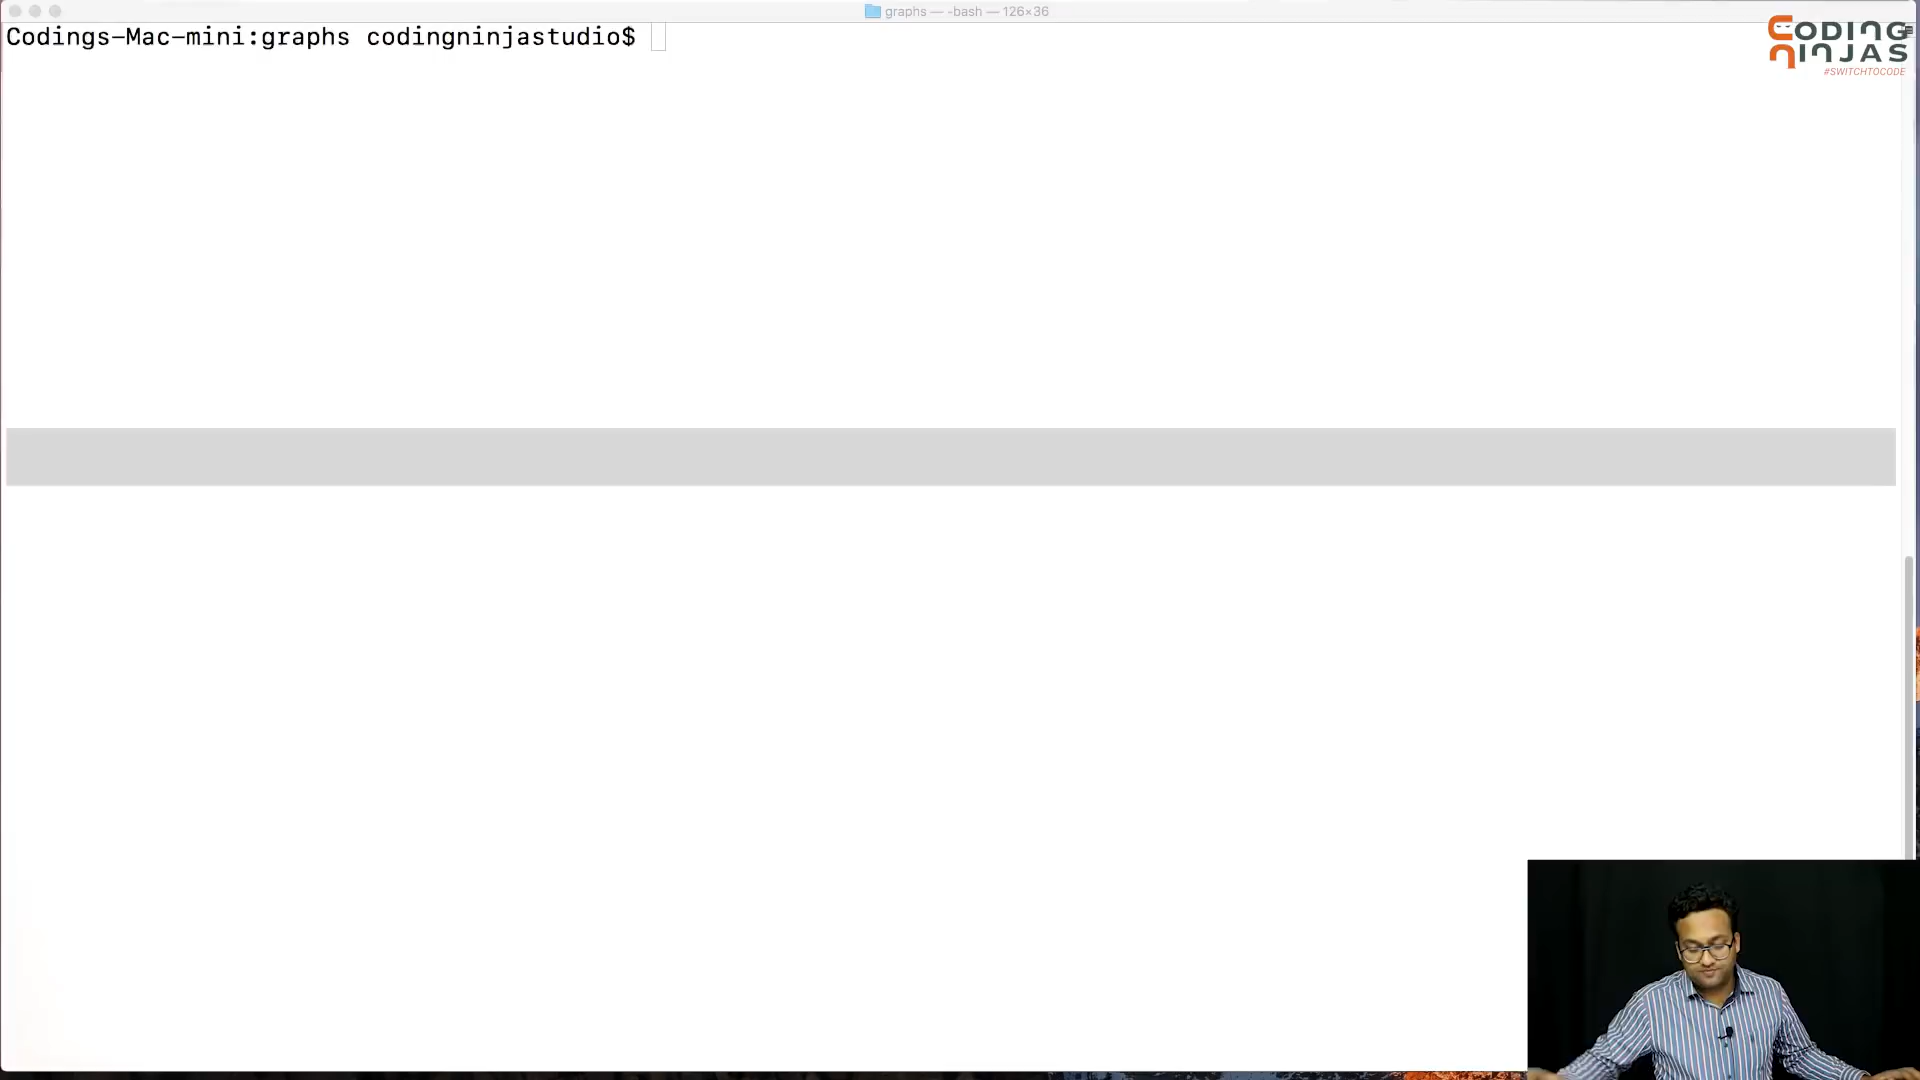 graphs — -bash — 126×36
Codings-Mac-mini:graphs codingninjastudio$
CODING
NINJAS
#SWITCHTOCODE